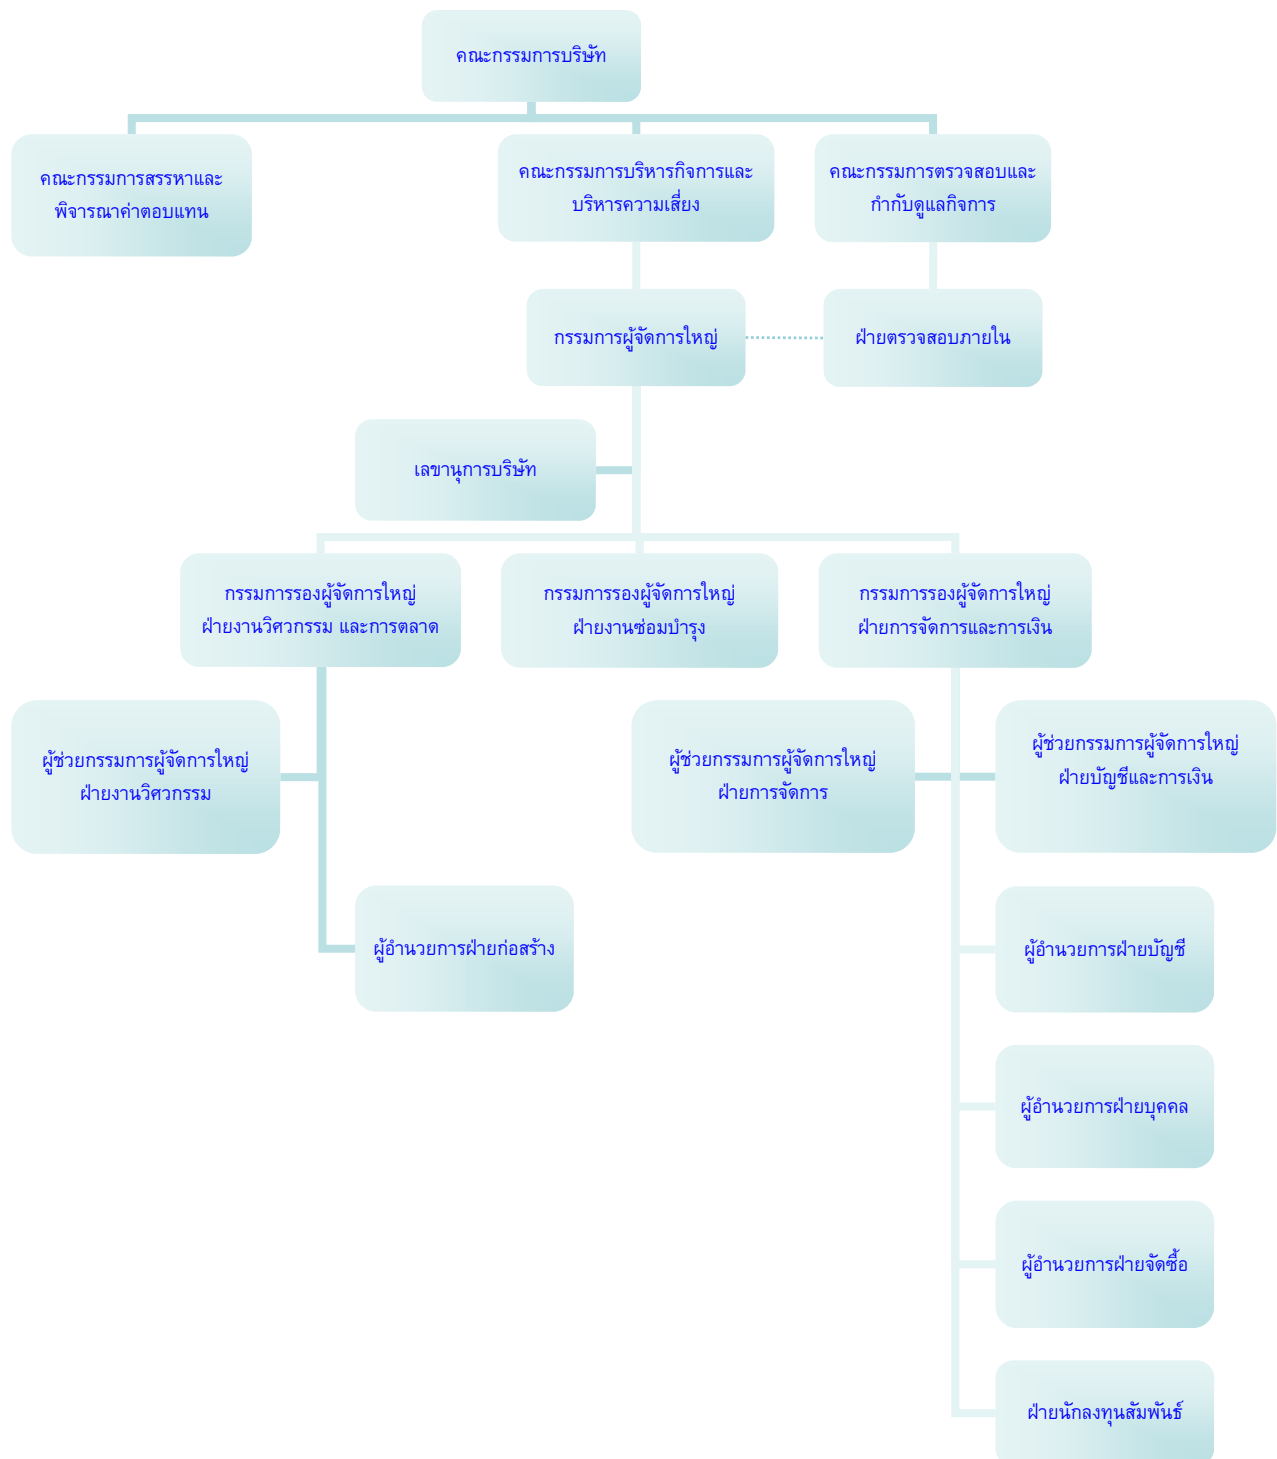 คณะกรรมการบริษัท
คณะกรรมการสรรหาและ
พิจารณาค่าตอบแทน
คณะกรรมการบริหารกิจการและ
บริหารความเสี่ยง
คณะกรรมการตรวจสอบและ
กำกับดูแลกิจการ
กรรมการผู้จัดการใหญ่
ฝ่ายตรวจสอบภายใน
เลขานุการบริษัท
กรรมการรองผู้จัดการใหญ่
ฝ่ายงานวิศวกรรม และการตลาด
กรรมการรองผู้จัดการใหญ่
ฝ่ายงานซ่อมบำรุง
กรรมการรองผู้จัดการใหญ่
ฝ่ายการจัดการและการเงิน
ผู้ช่วยกรรมการผู้จัดการใหญ่
ฝ่ายงานวิศวกรรม
ผู้ช่วยกรรมการผู้จัดการใหญ่
ฝ่ายการจัดการ
ผู้ช่วยกรรมการผู้จัดการใหญ่
ฝ่ายบัญชีและการเงิน
ผู้อำนวยการฝ่ายก่อสร้าง
ผู้อำนวยการฝ่ายบัญชี
ผู้อำนวยการฝ่ายบุคคล
ผู้อำนวยการฝ่ายจัดซื้อ
ฝ่ายนักลงทุนสัมพันธ์